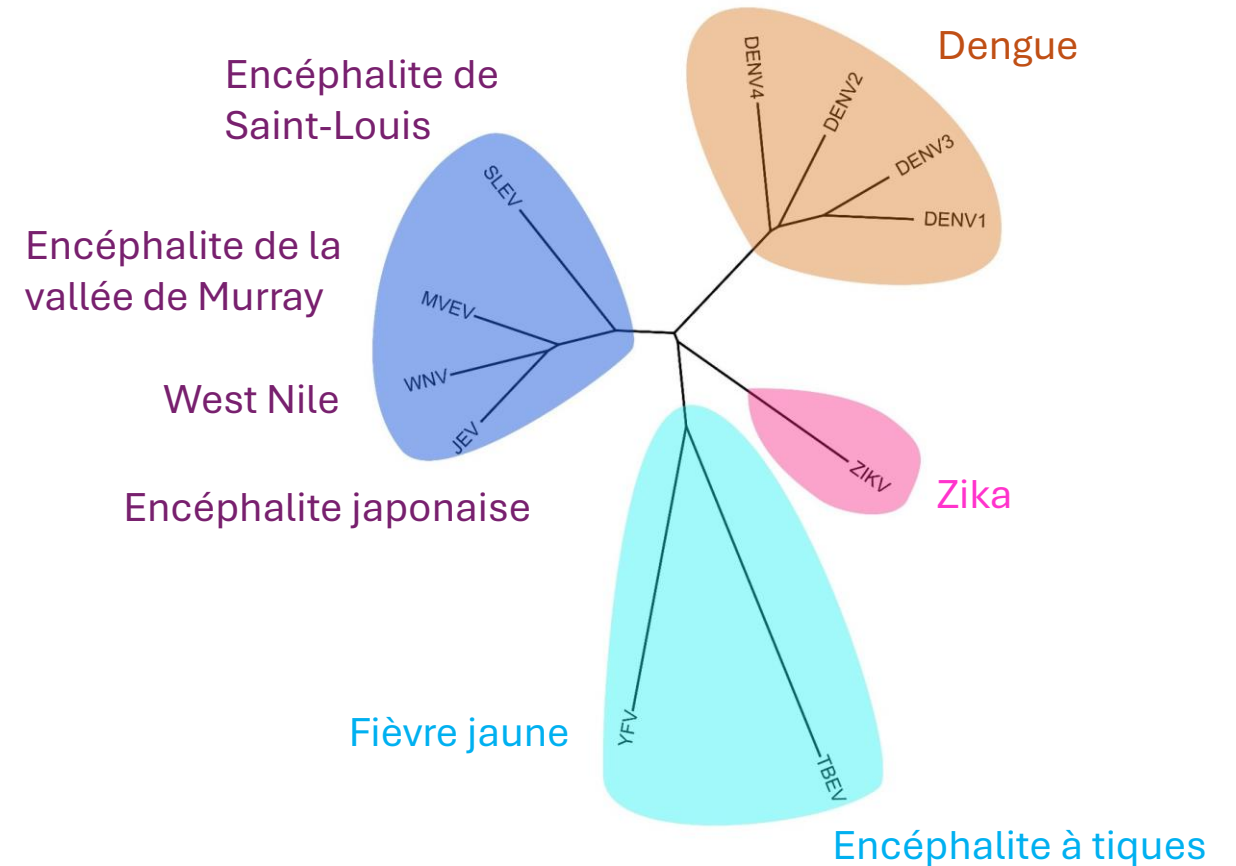 Dengue
Encéphalite de
Saint-Louis
DENV4
DENV2
DENV3
DENV1
SLEV
Encéphalite de la
vallée de Murray
MVEV
WNV
West Nile
JEV
Encéphalite japonaise
ZIKV
Zika
Fièvre jaune
YFV
TBEV
Encéphalite à tiques